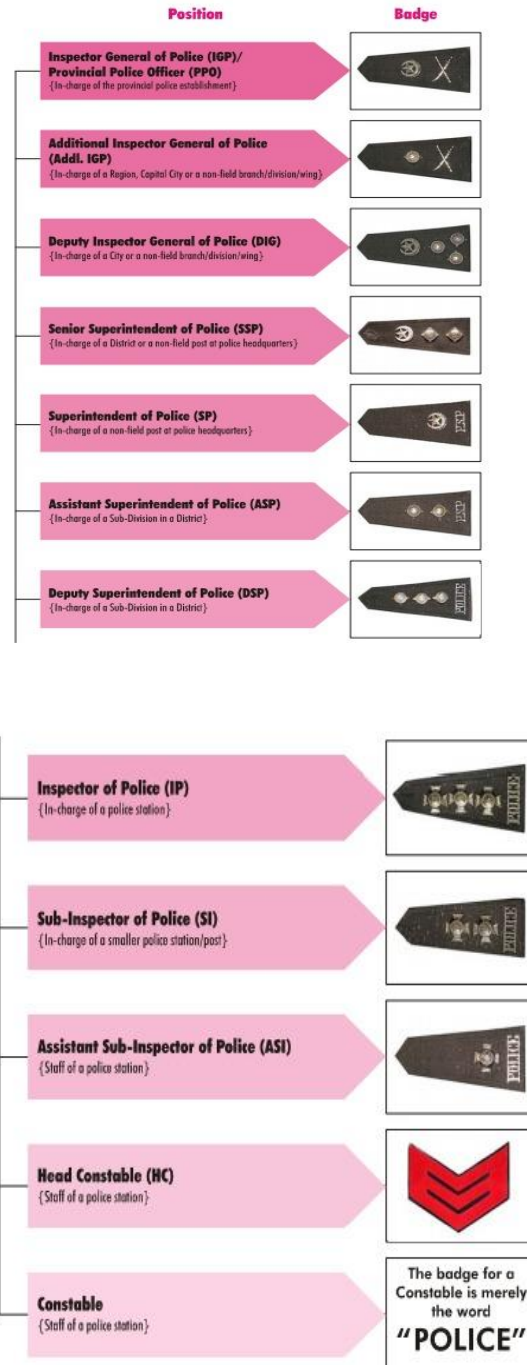 Position Badge
Inspector General of Police (IGP)/
Provincial Police Officer (PPO)
{In-charge of the provincial police establishment}
Additional Inspector General of Police
(Addl. IGP)
{In-charge of a Region, Capital City or a non-field branch/division/wing}
Deputy Inspector General of Police (DIG)
{In-charge of a City or a non-field branch/division/wing}
Senior Superintendent of Police (SSP)
{In-charge of a District or a non-field post at police headquarters}
Superintendent of Police (SP)
{In-charge of a non-field post at police headquarters}
PSP
Assistant Superintendent of Police (ASP)
{In-charge of a Sub-Division in a District}
PSP
Deputy Superintendent of Police (DSP)
{In-charge of a Sub-Division in a District}
POLICE
Inspector of Police (IP)
{In-charge of a police station}
POLICE
Sub-Inspector of Police (SI)
{In-charge of a smaller police station/post}
POLICE
Assistant Sub-Inspector of Police (ASI)
{Staff of a police station}
POLICE
Head Constable (HC)
{Staff of a police station}
Constable
{Staff of a police station}
The badge for a
Constable is merely
the word
"POLICE"